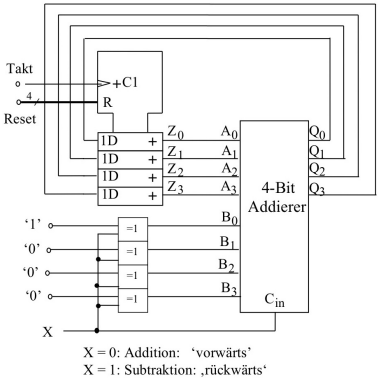 Takt
+C1
4
R
Reset
Z0 A0 Q0
1D +
Z1 A1 Q1
1D +
Z2 A2 Q2
1D +
Z3 A3 Q3
1D +
4-Bit
Addierer
'1' =1 B0
'0' =1 B1
'0' =1 B2
'0' =1 B3
Cin
X
X = 0: Addition: 'vorwärts'
X = 1: Subtraktion: ‚rückwärts‘